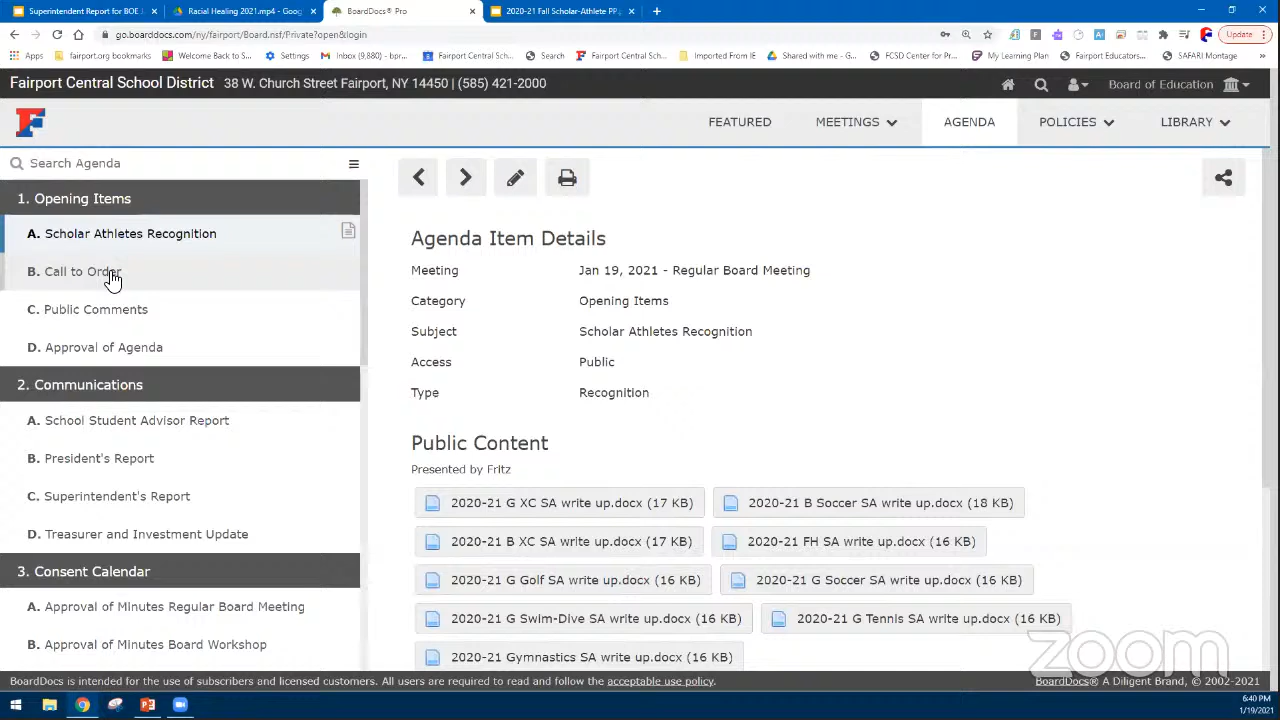 Superintendent Report for BOE
Racial Healing 2021.mp4 - Goog
BoardDocs® Pro
2020-21 Fall Scholar-Athlete PP
go.boarddocs.com/ny/fairport/Board.nsf/Private?open&login
Update
Apps
fairport.org bookmarks
Welcome Back to S...
Settings
Inbox (9,880) - bpr...
Fairport Central Sch...
Search
Fairport Central Sch...
Imported From IE
Shared with me - G...
FCSD Center for Pr...
My Learning Plan
Fairport Educators...
SAFARI Montage
Fairport Central School District 38 W. Church Street Fairport, NY 14450 | (585) 421-2000
Board of Education
F
FEATURED
MEETINGS
AGENDA
POLICIES
LIBRARY
Search Agenda
1. Opening Items
A. Scholar Athletes Recognition
B. Call to Order
C. Public Comments
D. Approval of Agenda
2. Communications
A. School Student Advisor Report
B. President's Report
C. Superintendent's Report
D. Treasurer and Investment Update
3. Consent Calendar
A. Approval of Minutes Regular Board Meeting
B. Approval of Minutes Board Workshop
Agenda Item Details
Meeting Jan 19, 2021 - Regular Board Meeting
Category Opening Items
Subject Scholar Athletes Recognition
Access Public
Type Recognition
Public Content
Presented by Fritz
2020-21 G XC SA write up.docx (17 KB)
2020-21 B Soccer SA write up.docx (18 KB)
2020-21 B XC SA write up.docx (17 KB)
2020-21 FH SA write up.docx (16 KB)
2020-21 G Golf SA write up.docx (16 KB)
2020-21 G Soccer SA write up.docx (16 KB)
2020-21 G Swim-Dive SA write up.docx (16 KB)
2020-21 G Tennis SA write up.docx (16 KB)
2020-21 Gymnastics SA write up.docx (16 KB)
zoom
BoardDocs is intended for the use of subscribers and licensed customers. All users are required to read and follow the acceptable use policy.
BoardDocs® A Diligent Brand, © 2002-2021
6:40 PM
1/19/2021